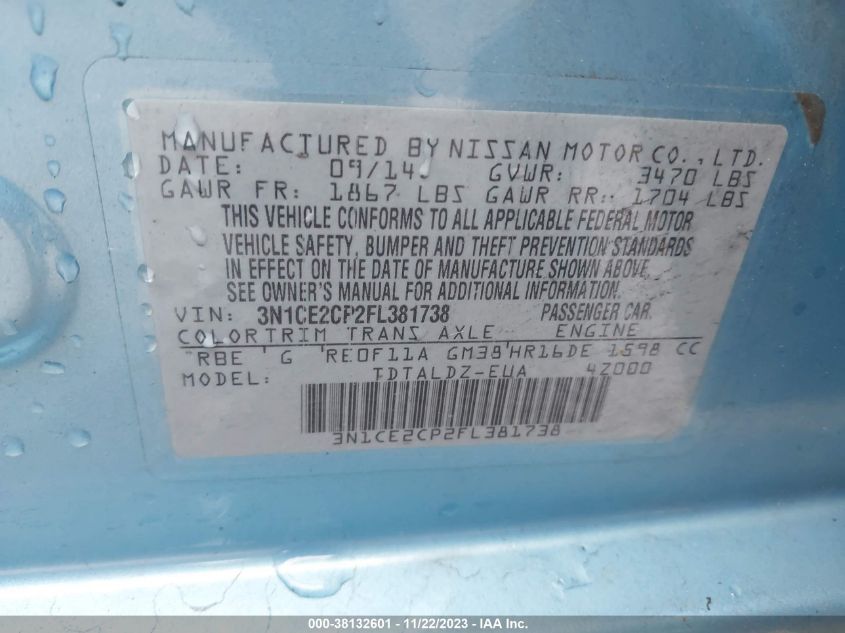 MANUFACTURED BY NISSAN MOTOR CO., LTD.
DATE: 09/14 GVWR: 3470 LBS
GAWR FR: 1867 LBS GAWR RR: 1704 LBS
THIS VEHICLE CONFORMS TO ALL APPLICABLE FEDERAL MOTOR
VEHICLE SAFETY, BUMPER AND THEFT PREVENTION STANDARDS
IN EFFECT ON THE DATE OF MANUFACTURE SHOWN ABOVE.
SEE OWNER'S MANUAL FOR ADDITIONAL INFORMATION.
VIN: 3N1CE2CP2FL381738 PASSENGER CAR.
COLOR TRIM TRANS AXLE ENGINE
RBE G RE0F11A GM38 HR16DE 1598 CC
MODEL: TDTALDZ-EUA 4Z000
3N1CE2CP2FL381738
000-38132601 - 11/22/2023 - IAA Inc.